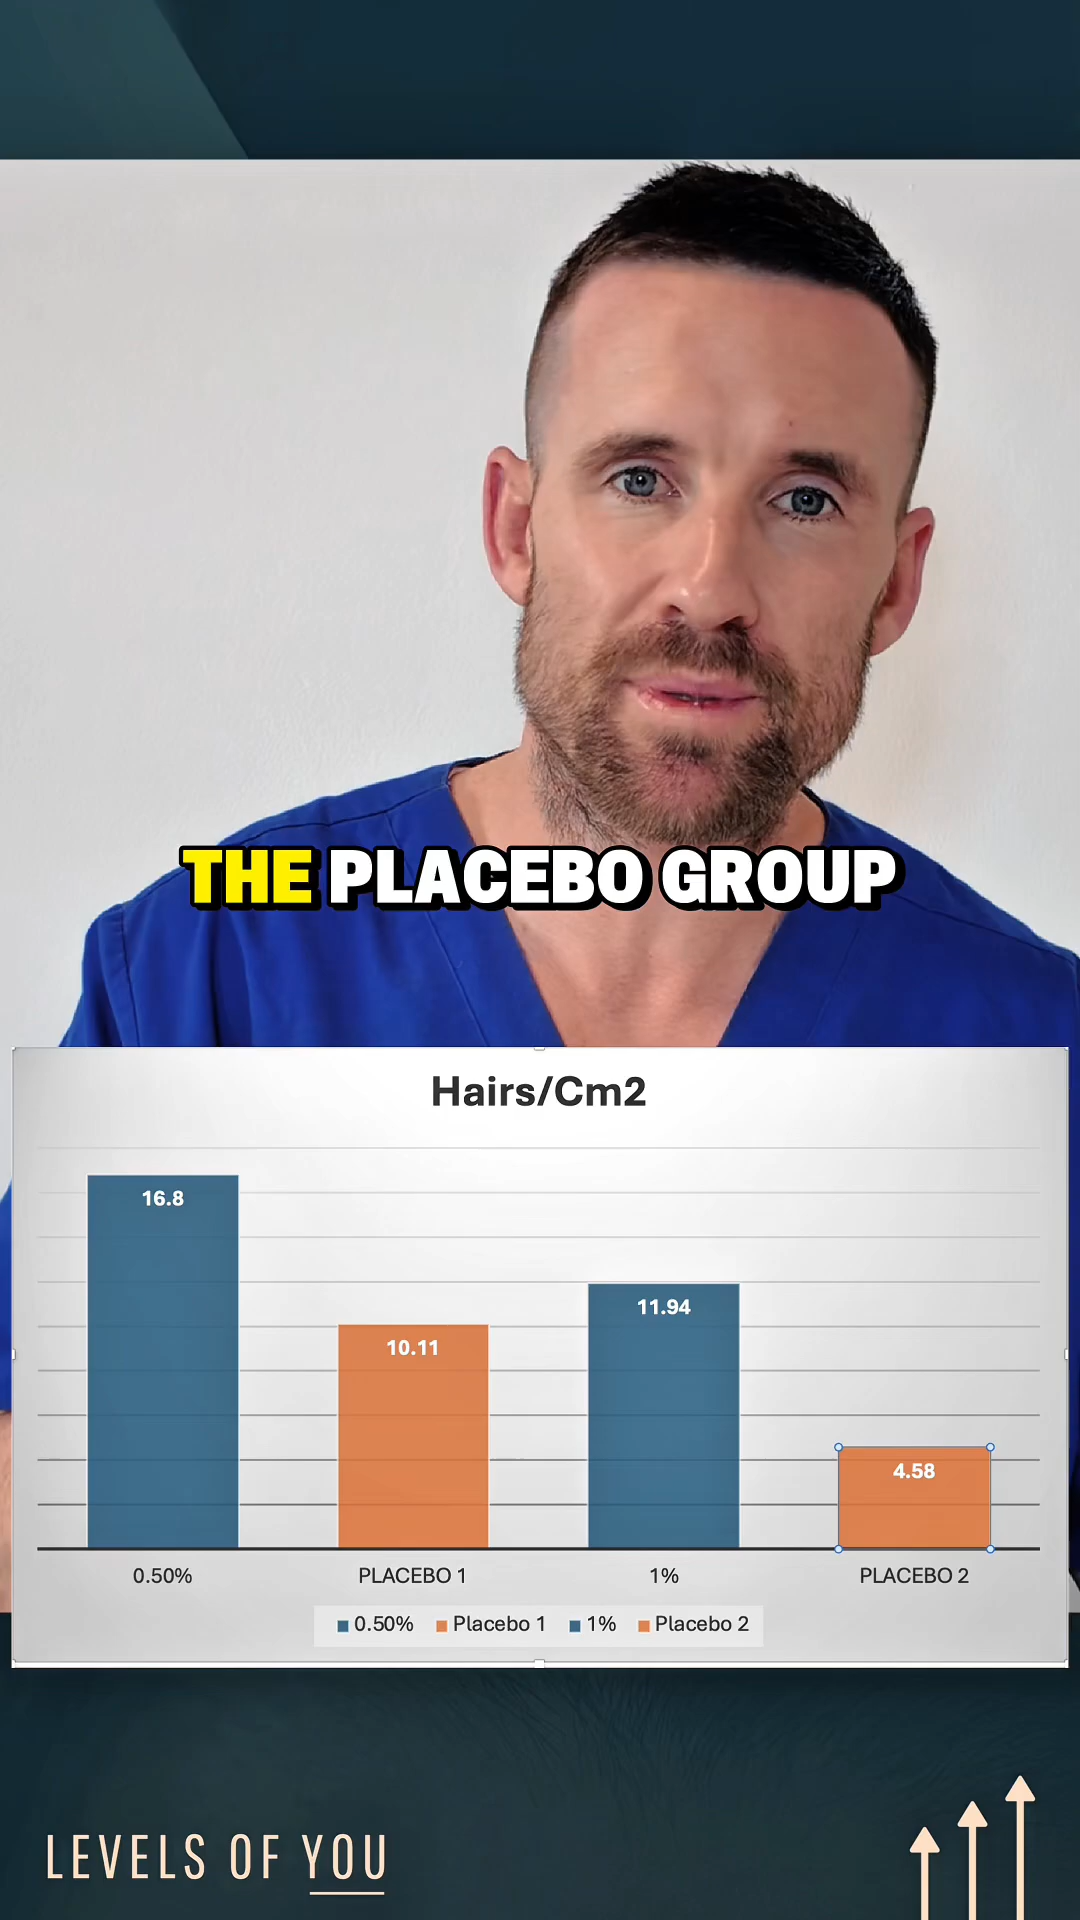 THE PLACEBO GROUP
Hairs/Cm2
16.8
10.11
11.94
4.58
0.50% PLACEBO 1 1% PLACEBO 2
0.50% Placebo 1 1% Placebo 2
LEVELS OF YOU